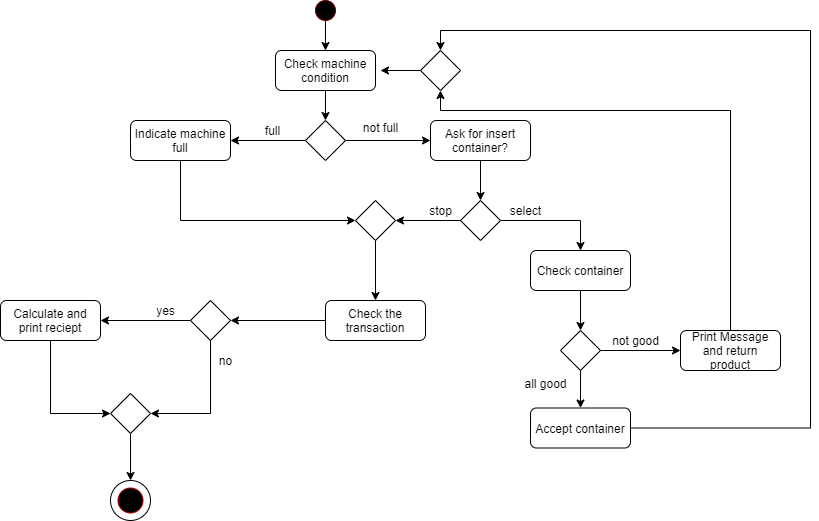 Check machine
condition
Indicate machine
full
full
not full
Ask for insert
container?
stop
select
Check container
Calculate and
print reciept
yes
Check the
transaction
no
not good
Print Message
and return
product
all good
Accept container